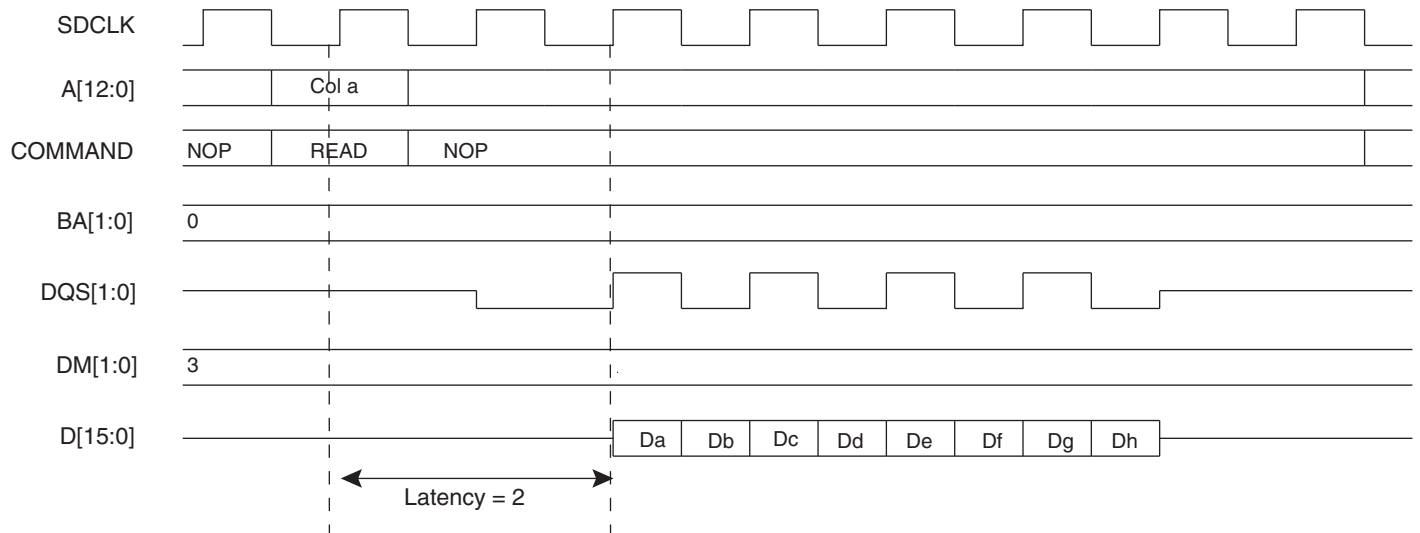 SDCLK
A[12:0] Col a
COMMAND NOP READ NOP
BA[1:0] 0
DQS[1:0]
DM[1:0] 3
D[15:0] Da Db Dc Dd De Df Dg Dh
Latency = 2